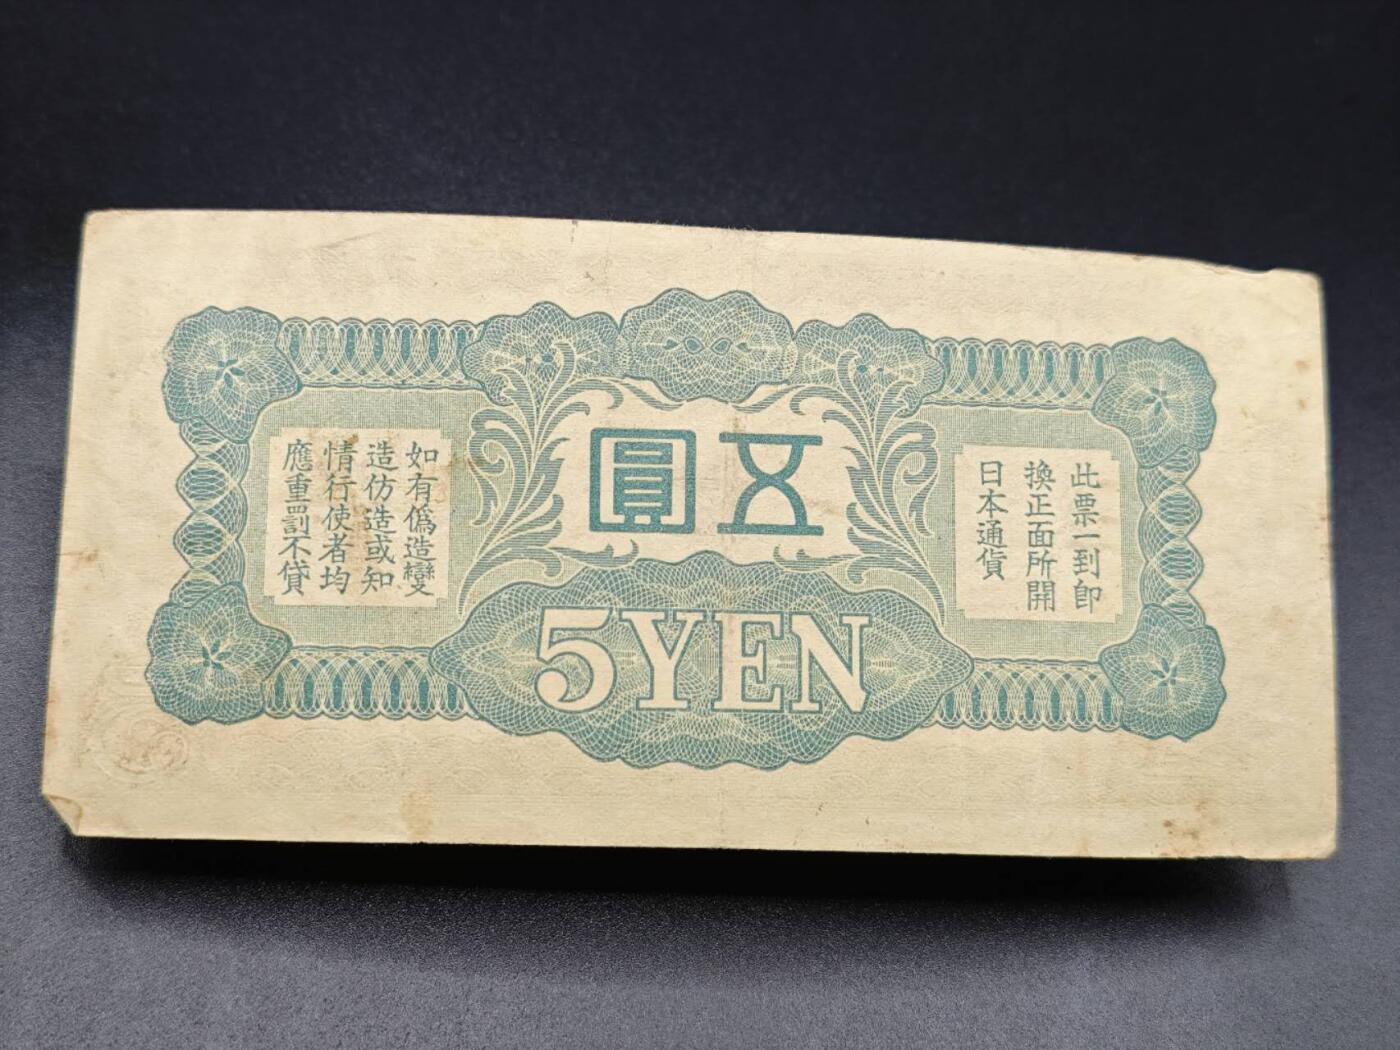 此票一到卽
換正面所開
日本通貨
五圓
5YEN
如有僞造變
造仿造或知
情行使者均
應重罰不貸